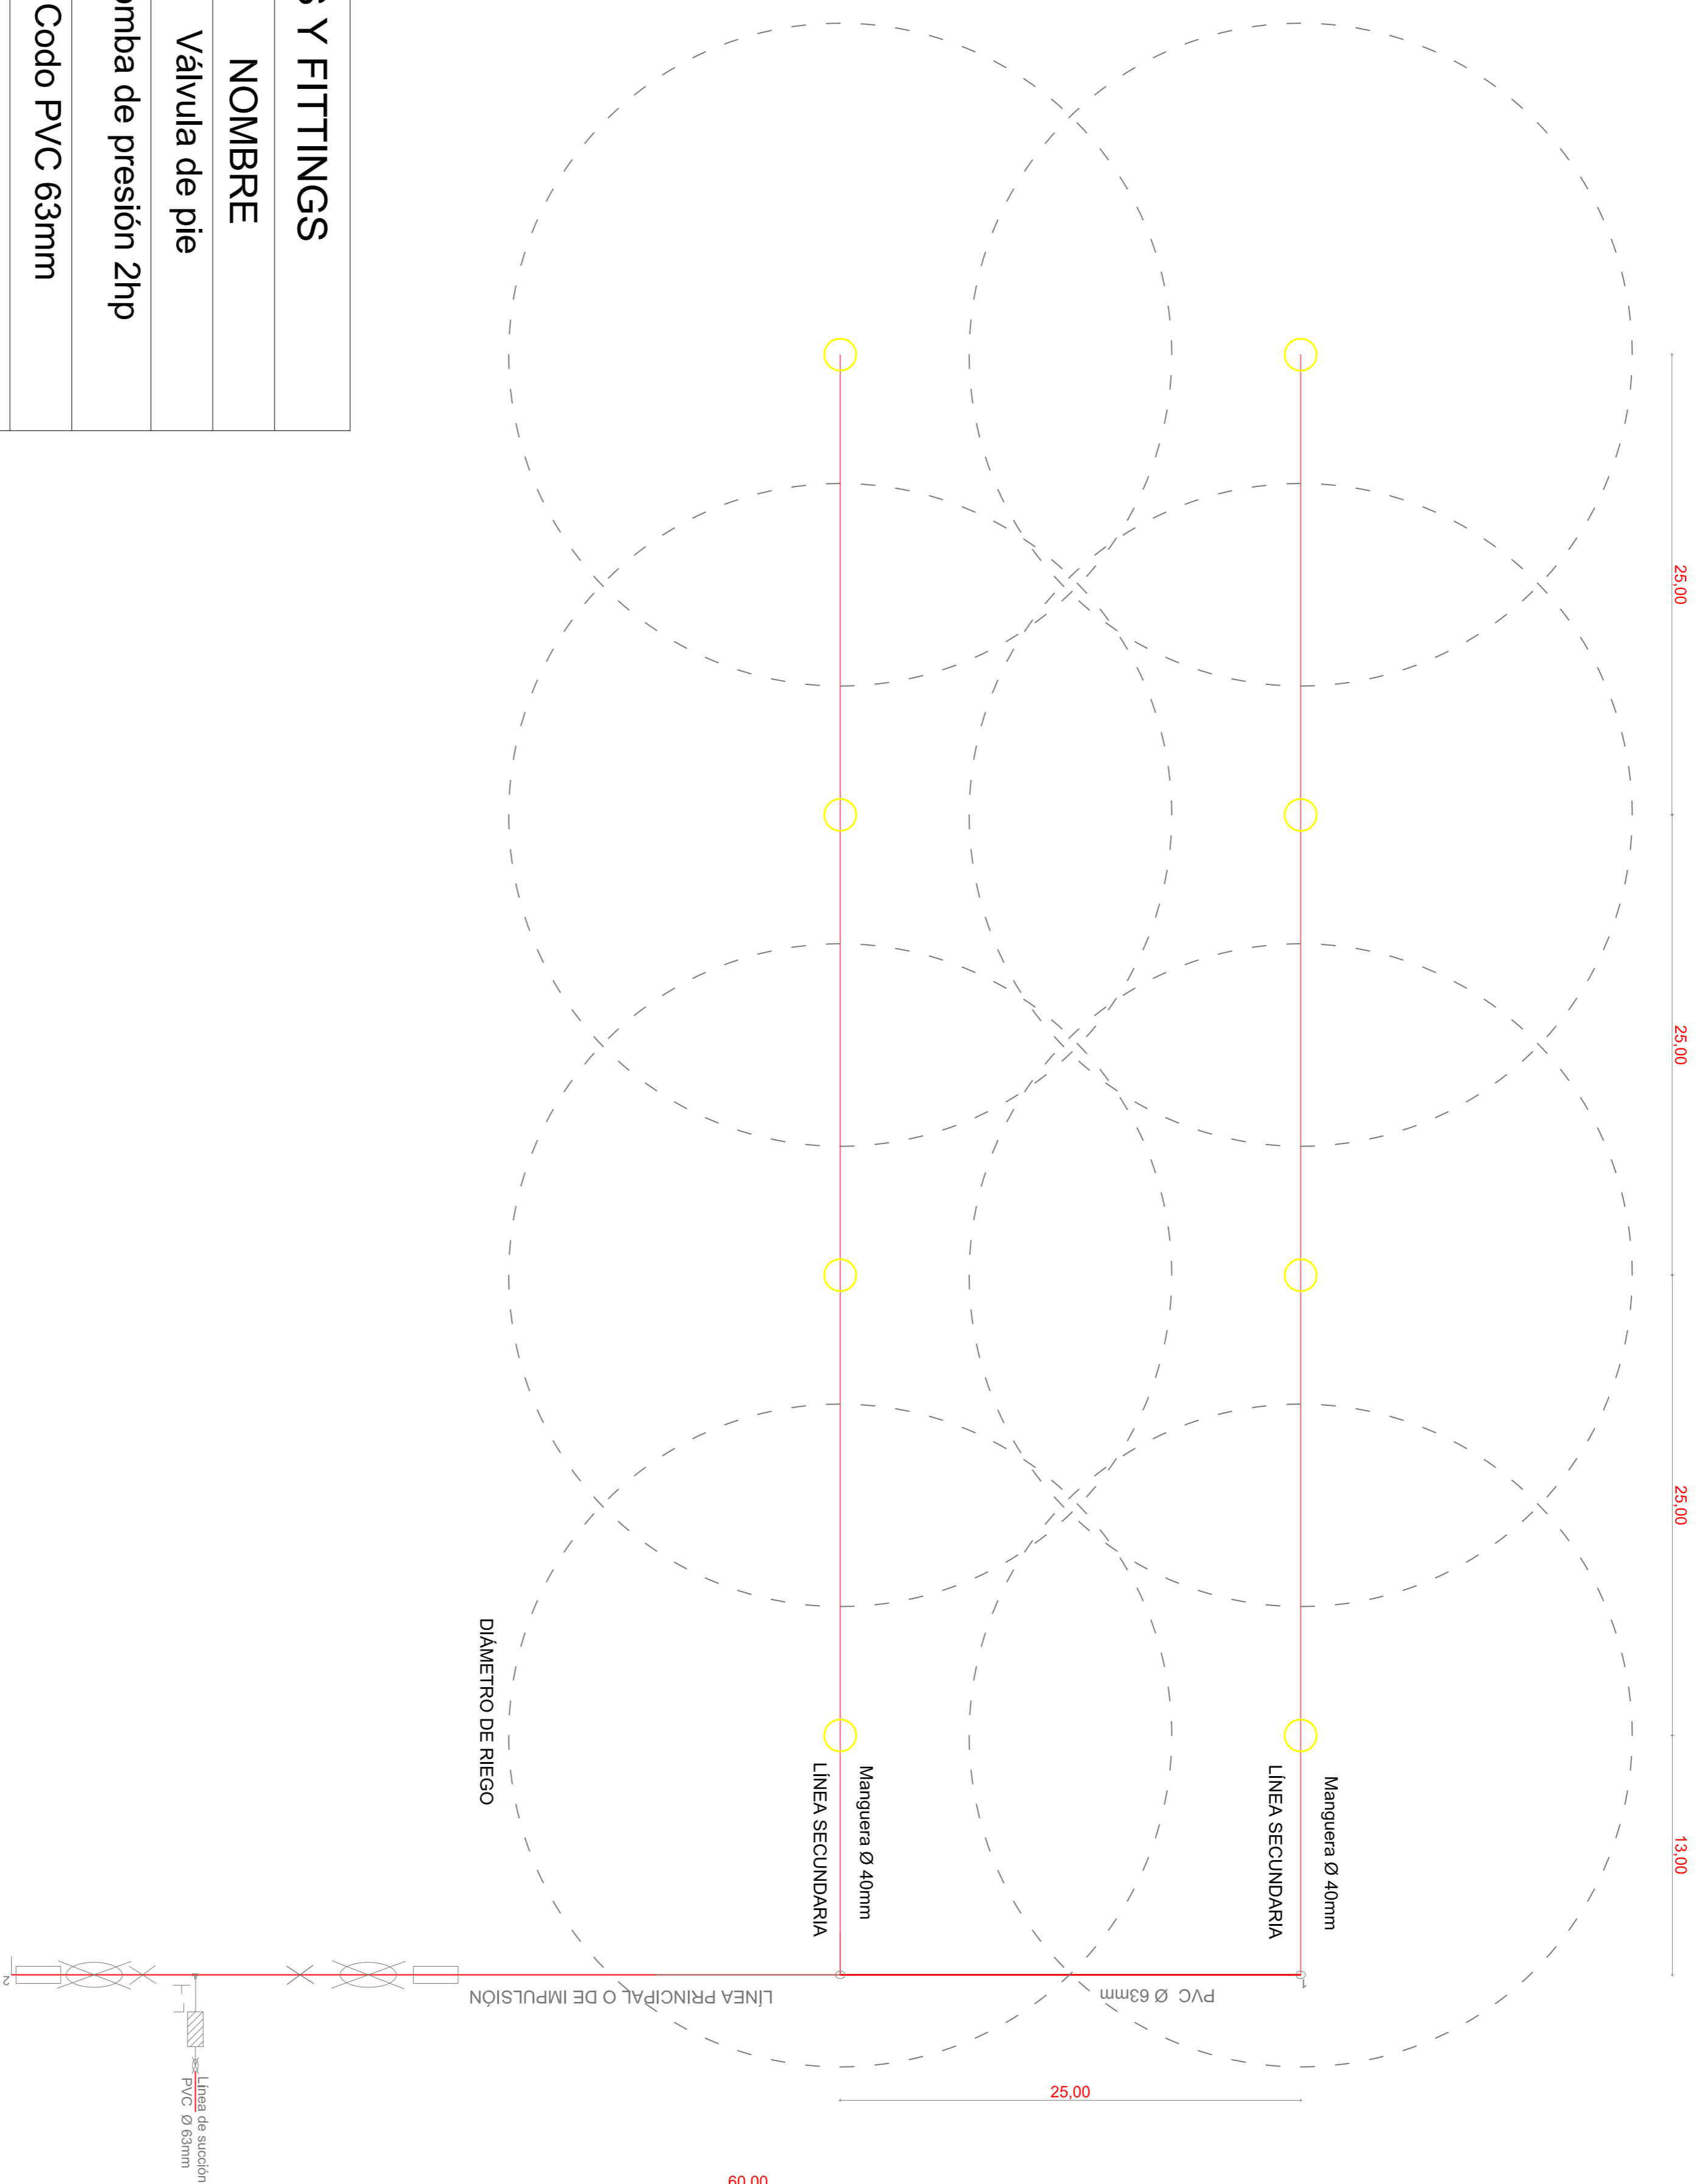 S Y FITTINGS
NOMBRE
Válvula de pie
omba de presión 2hp
Codo PVC 63mm
25,00
25,00
25,00
13,00
Manguera Ø 40mm
LÍNEA SECUNDARIA
Manguera Ø 40mm
LÍNEA SECUNDARIA
DIÁMETRO DE RIEGO
PVC Ø 63mm
1
LÍNEA PRINCIPAL O DE IMPULSIÓN
2
Línea de succión
PVC Ø 63mm
25,00
60,00